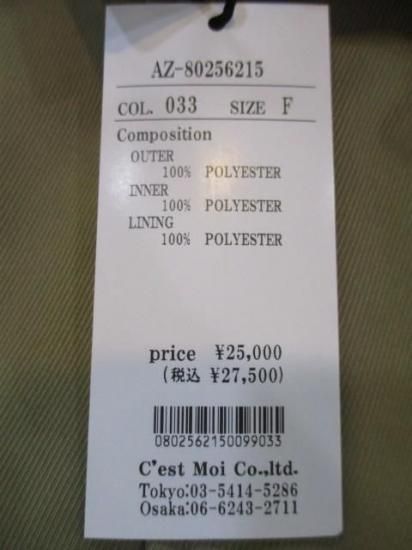 AZ-80256215
COL. 033 SIZE F
Composition
OUTER
100% POLYESTER
INNER
100% POLYESTER
LINING
100% POLYESTER
price ¥25,000
(税込 ¥27,500)
0802562150099033
C'est Moi Co.,ltd.
Tokyo:03-5414-5286
Osaka:06-6243-2711